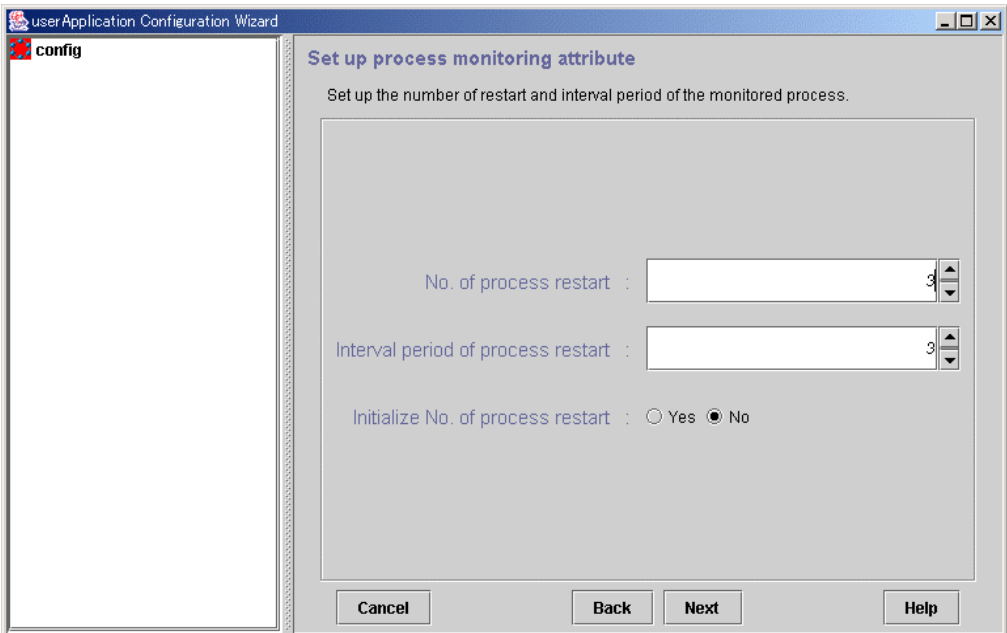 userApplication Configuration Wizard
config
Set up process monitoring attribute
Set up the number of restart and interval period of the monitored process.
No. of process restart : 3
Interval period of process restart : 3
Initialize No. of process restart : Yes No
Cancel Back Next Help